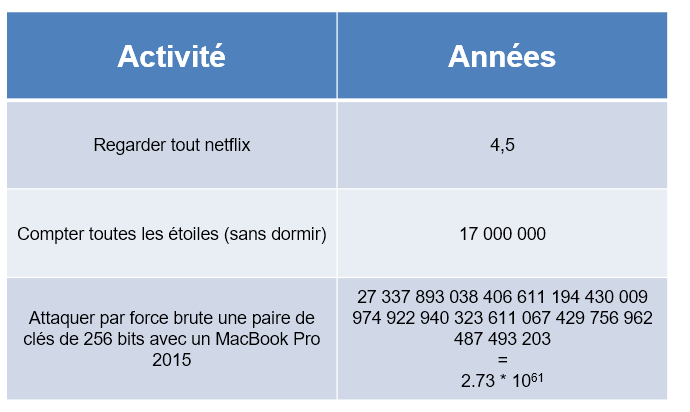 Activité
Années
Regarder tout netflix
4,5
Compter toutes les étoiles (sans dormir)
17 000 000
Attaquer par force brute une paire de
clés de 256 bits avec un MacBook Pro
2015
27 337 893 038 406 611 194 430 009
974 922 940 323 611 067 429 756 962
487 493 203
=
2.73 * 10⁶¹